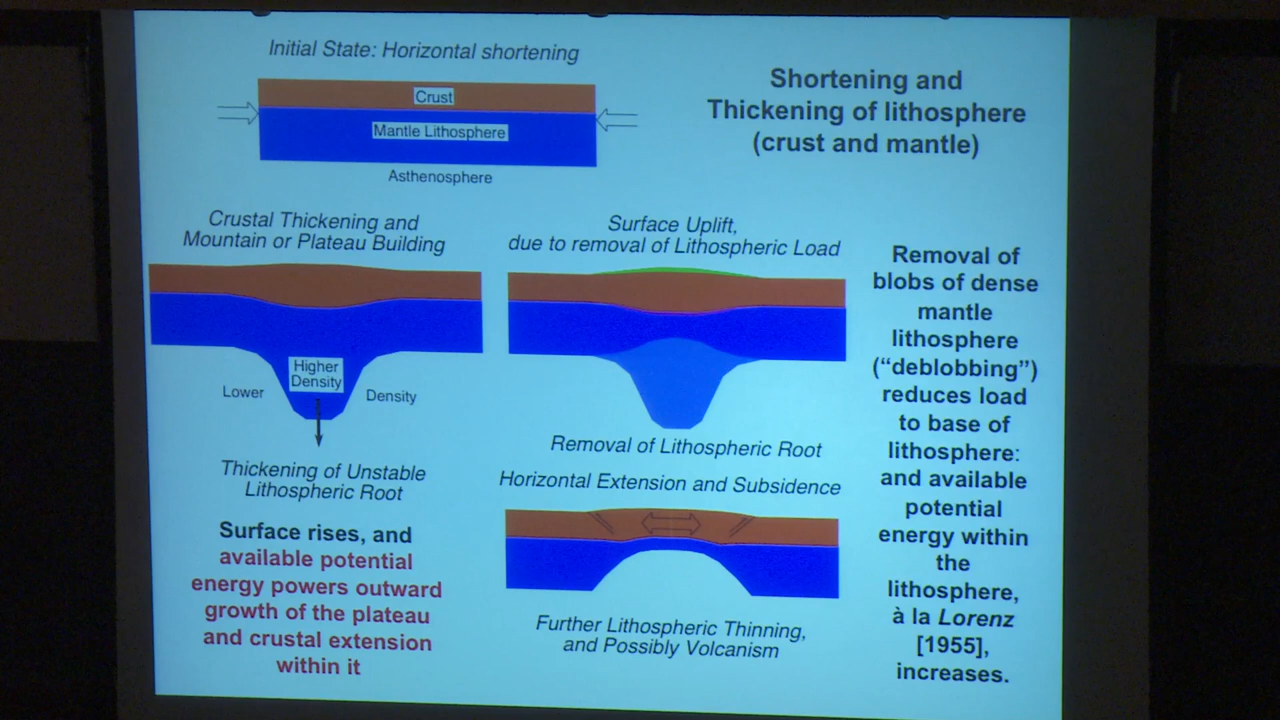 Initial State: Horizontal shortening
Crust
Mantle Lithosphere
Asthenosphere
Shortening and
Thickening of lithosphere
(crust and mantle)
Crustal Thickening and
Mountain or Plateau Building
Higher
Density
Lower
Density
Thickening of Unstable
Lithospheric Root
Surface rises, and
available potential
energy powers outward
growth of the plateau
and crustal extension
within it
Surface Uplift,
due to removal of Lithospheric Load
Removal of Lithospheric Root
Horizontal Extension and Subsidence
Further Lithospheric Thinning,
and Possibly Volcanism
Removal of
blobs of dense
mantle
lithosphere
(“deblobbing”)
reduces load
to base of
lithosphere:
and available
potential
energy within
the
lithosphere,
à la Lorenz
[1955],
increases.